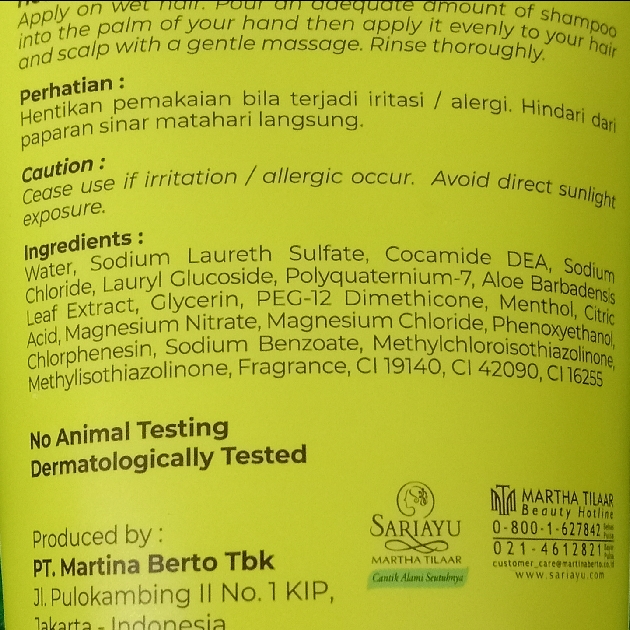 Apply on wet hair. Pour an adequate amount of shampoo
into the palm of your hand then apply it evenly to your hair
and scalp with a gentle massage. Rinse thoroughly.
Perhatian :
Hentikan pemakaian bila terjadi iritasi / alergi. Hindari dari
paparan sinar matahari langsung.
Caution :
Cease use if irritation / allergic occur. Avoid direct sunlight
exposure.
Ingredients :
Water, Sodium Laureth Sulfate, Cocamide DEA, Sodium
Chloride, Lauryl Glucoside, Polyquaternium-7, Aloe Barbadensis
Leaf Extract, Glycerin, PEG-12 Dimethicone, Menthol, Citric
Acid, Magnesium Nitrate, Magnesium Chloride, Phenoxyethanol,
Chlorphenesin, Sodium Benzoate, Methylchloroisothiazolinone,
Methylisothiazolinone, Fragrance, CI 19140, CI 42090, CI 16255
No Animal Testing
Dermatologically Tested
Produced by :
PT. Martina Berto Tbk
Jl. Pulokambing II No. 1 KIP,
Jakarta - Indonesia
SARIAYU
MARTHA TILAAR
Cantik Alami Seutuhnya
MARTHA TILAAR
Beauty Hotline
0-800-1-627842
021-4612821
customer_care@martinaberto.co.id
www.sariayu.com